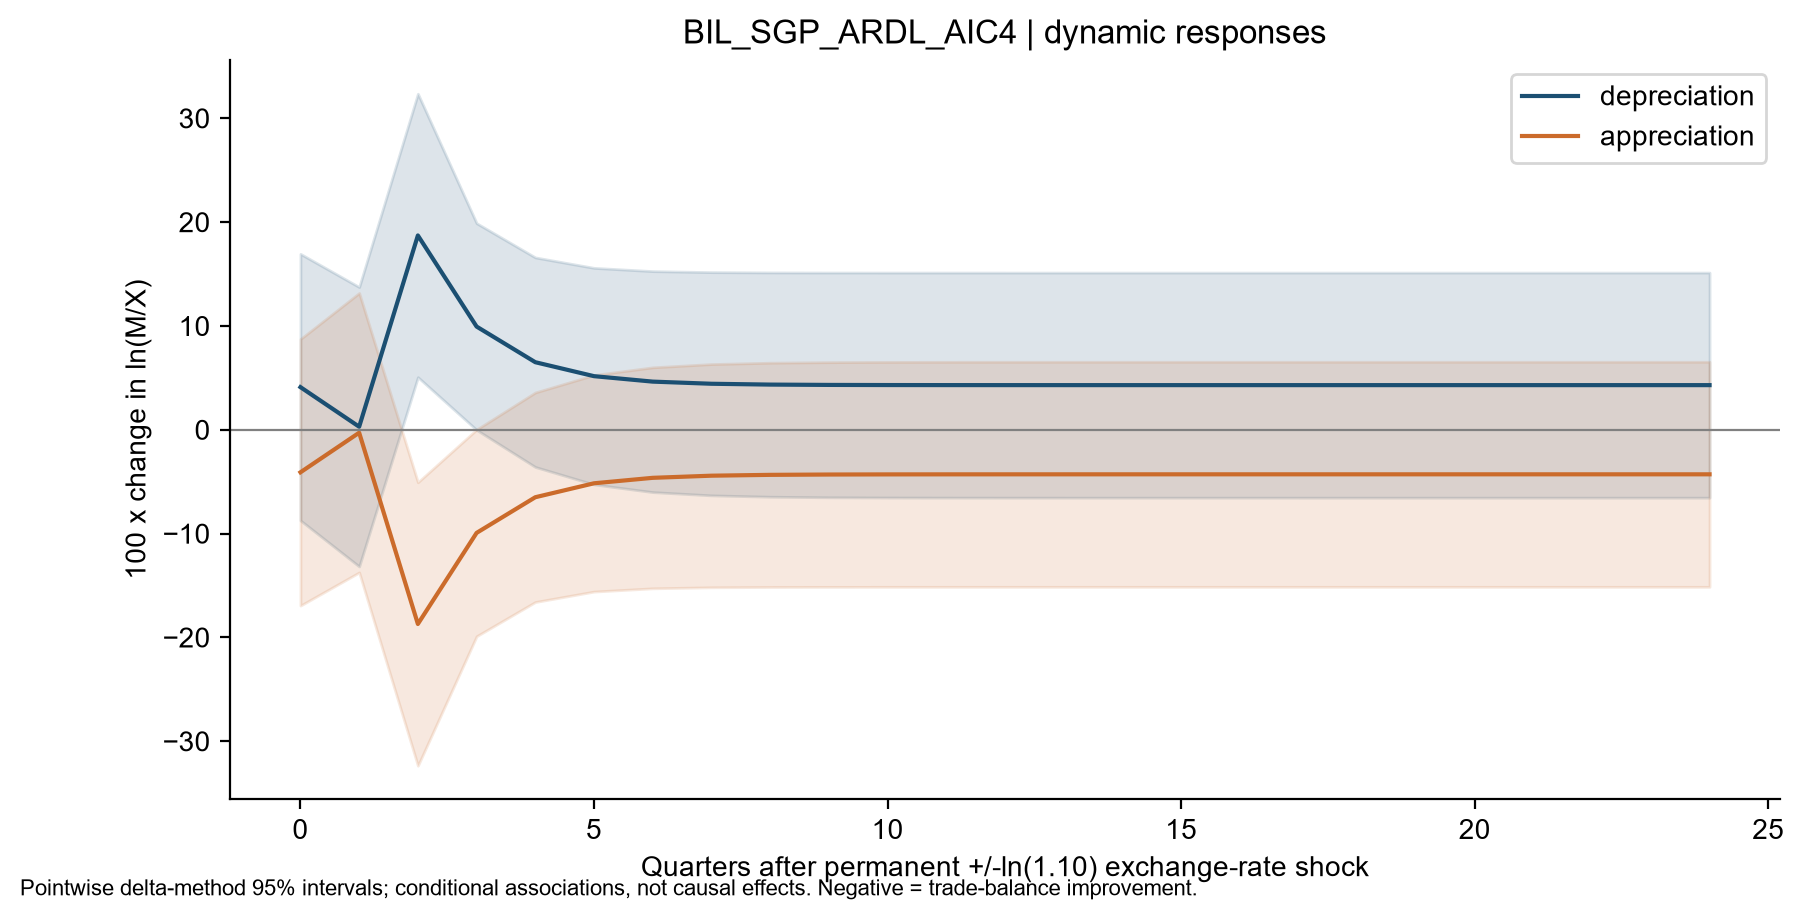 BIL_SGP_ARDL_AIC4 | dynamic responses
depreciation
appreciation
100 x change in ln(M/X)
30
20
10
0
−10
−20
−30
0
5
10
15
20
25
Quarters after permanent +/-ln(1.10) exchange-rate shock
Pointwise delta-method 95% intervals; conditional associations, not causal effects. Negative = trade-balance improvement.